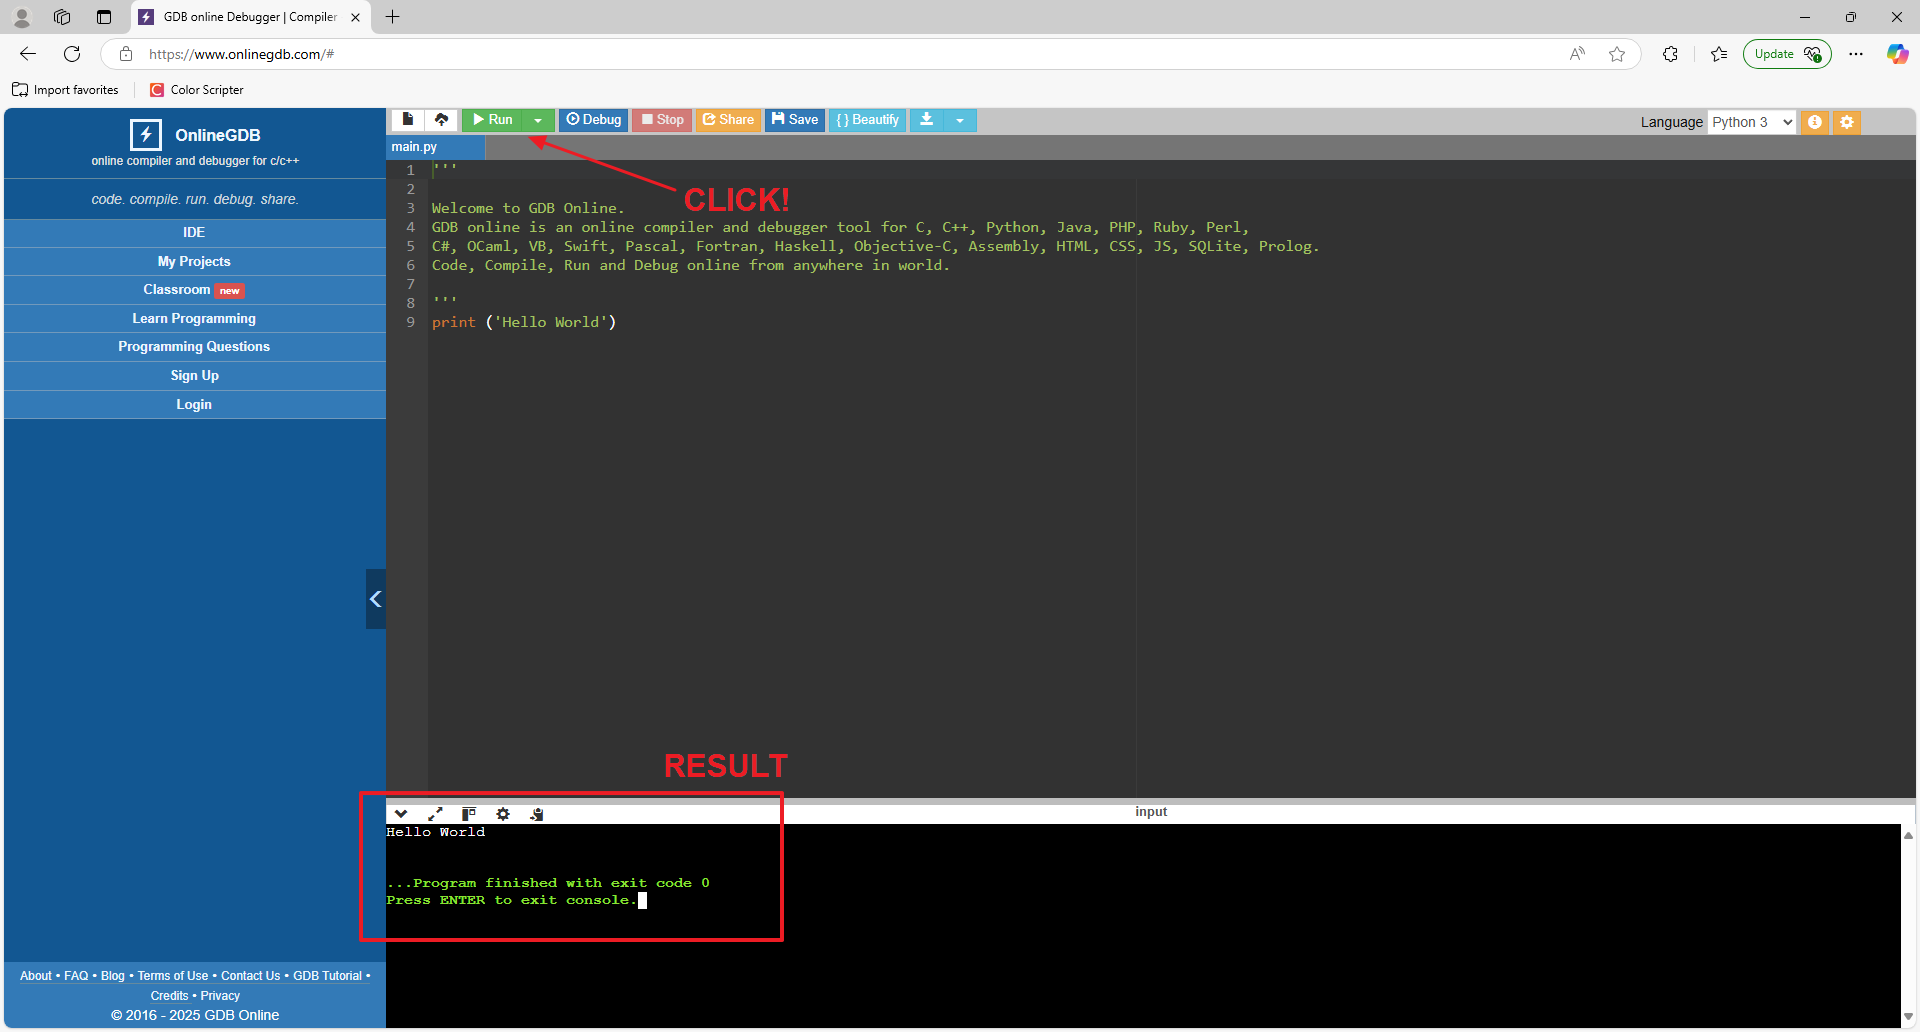 GDB online Debugger | Compiler
https://www.onlinegdb.com/#
Update
Import favorites
Color Scripter
OnlineGDB
online compiler and debugger for c/c++
code. compile. run. debug. share.
IDE
My Projects
Classroom new
Learn Programming
Programming Questions
Sign Up
Login
About • FAQ • Blog • Terms of Use • Contact Us • GDB Tutorial •
Credits • Privacy
© 2016 - 2025 GDB Online
Run Debug Stop Share Save { } Beautify
Language Python 3
main.py
CLICK!
1 '''
2
3 Welcome to GDB Online.
4 GDB online is an online compiler and debugger tool for C, C++, Python, Java, PHP, Ruby, Perl,
5 C#, OCaml, VB, Swift, Pascal, Fortran, Haskell, Objective-C, Assembly, HTML, CSS, JS, SQLite, Prolog.
6 Code, Compile, Run and Debug online from anywhere in world.
7
8 '''
9 print ('Hello World')
RESULT
input
Hello World
...Program finished with exit code 0
Press ENTER to exit console.